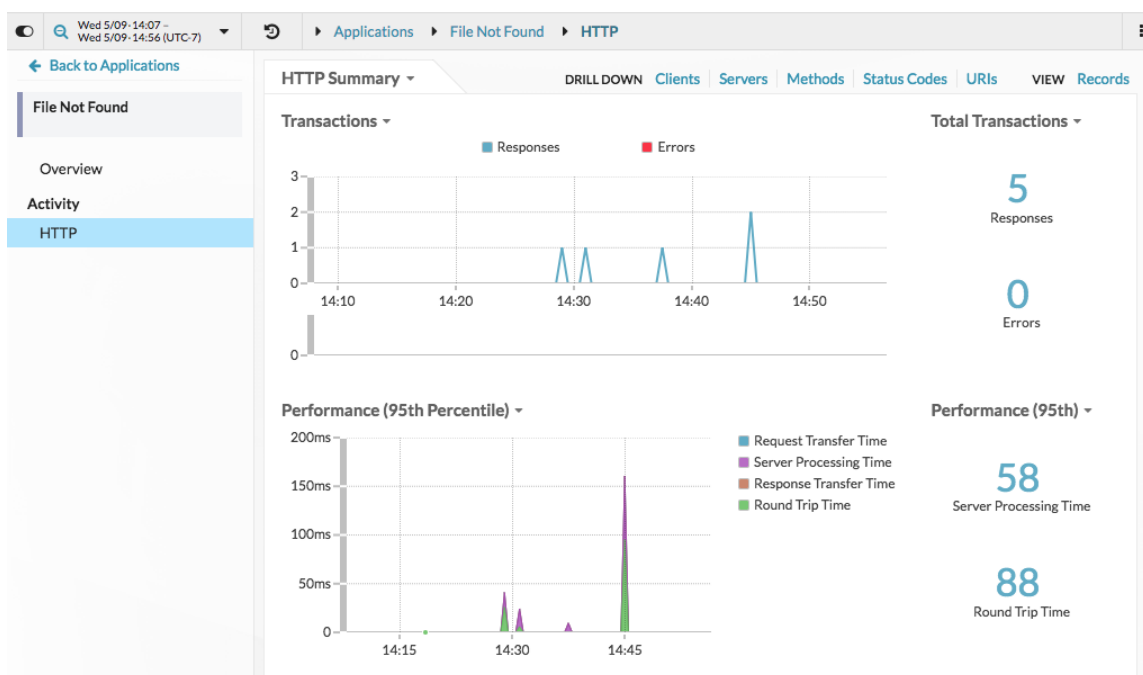 Wed 5/09-14:07 –
Wed 5/09-14:56 (UTC-7)
Applications
File Not Found
HTTP
Back to Applications
File Not Found
Overview
Activity
HTTP
HTTP Summary
DRILL DOWN Clients Servers Methods Status Codes URIs VIEW Records
Transactions
Responses Errors
3
2
1
0
14:10 14:20 14:30 14:40 14:50
0
Total Transactions
5
Responses
0
Errors
Performance (95th Percentile)
200ms
150ms
100ms
50ms
0
14:15 14:30 14:45
Request Transfer Time
Server Processing Time
Response Transfer Time
Round Trip Time
Performance (95th)
58
Server Processing Time
88
Round Trip Time